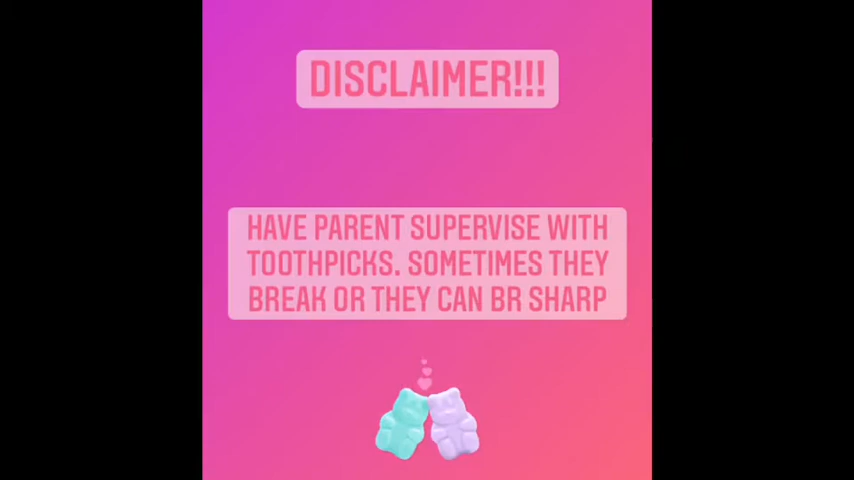 DISCLAIMER!!!
HAVE PARENT SUPERVISE WITH
TOOTHPICKS. SOMETIMES THEY
BREAK OR THEY CAN BR SHARP